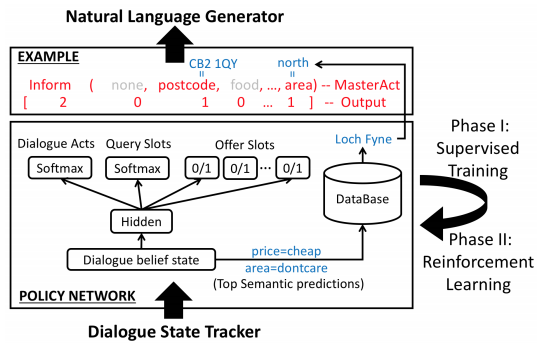 Natural Language Generator
EXAMPLE
CB2 1QY
north
Inform ( none, postcode, food, ..., area) -- MasterAct
[ 2 0 1 0 ... 1 ] -- Output
Dialogue Acts
Query Slots
Offer Slots
Softmax
Softmax
0/1
0/1
...
0/1
Hidden
Dialogue belief state
Loch Fyne
DataBase
price=cheap
area=dontcare
(Top Semantic predictions)
POLICY NETWORK
Phase I:
Supervised
Training
Phase II:
Reinforcement
Learning
Dialogue State Tracker